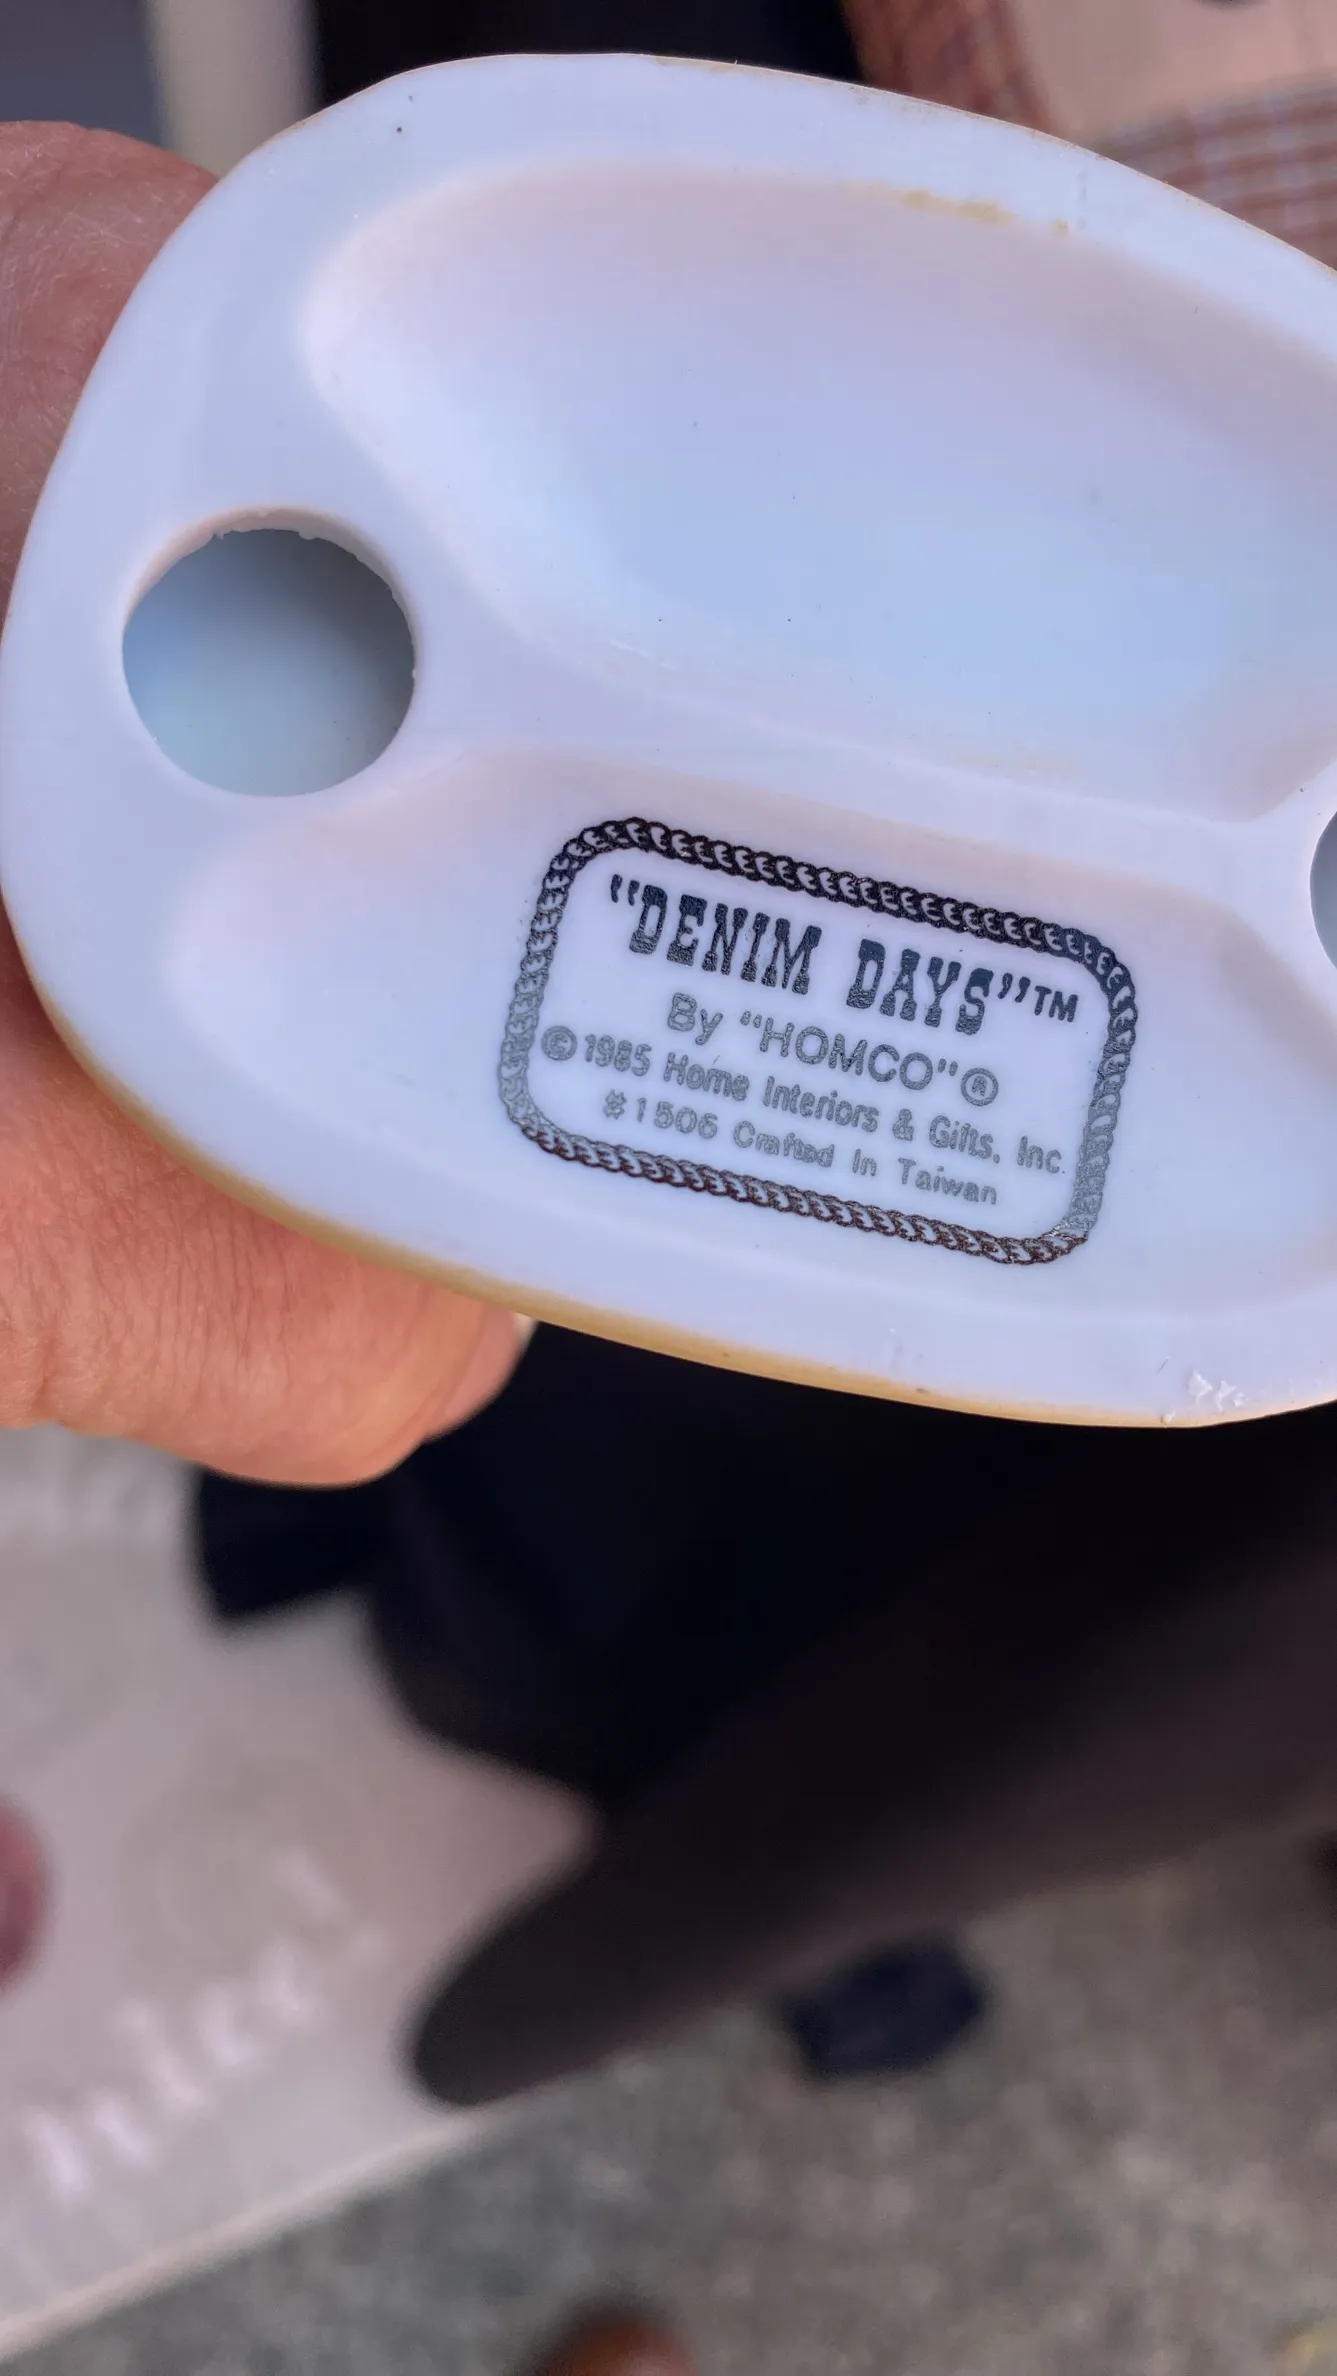 "DENIM DAYS"™
By "HOMCO"®
©1985 Home Interiors & Gifts, Inc.
#1506 Crafted In Taiwan